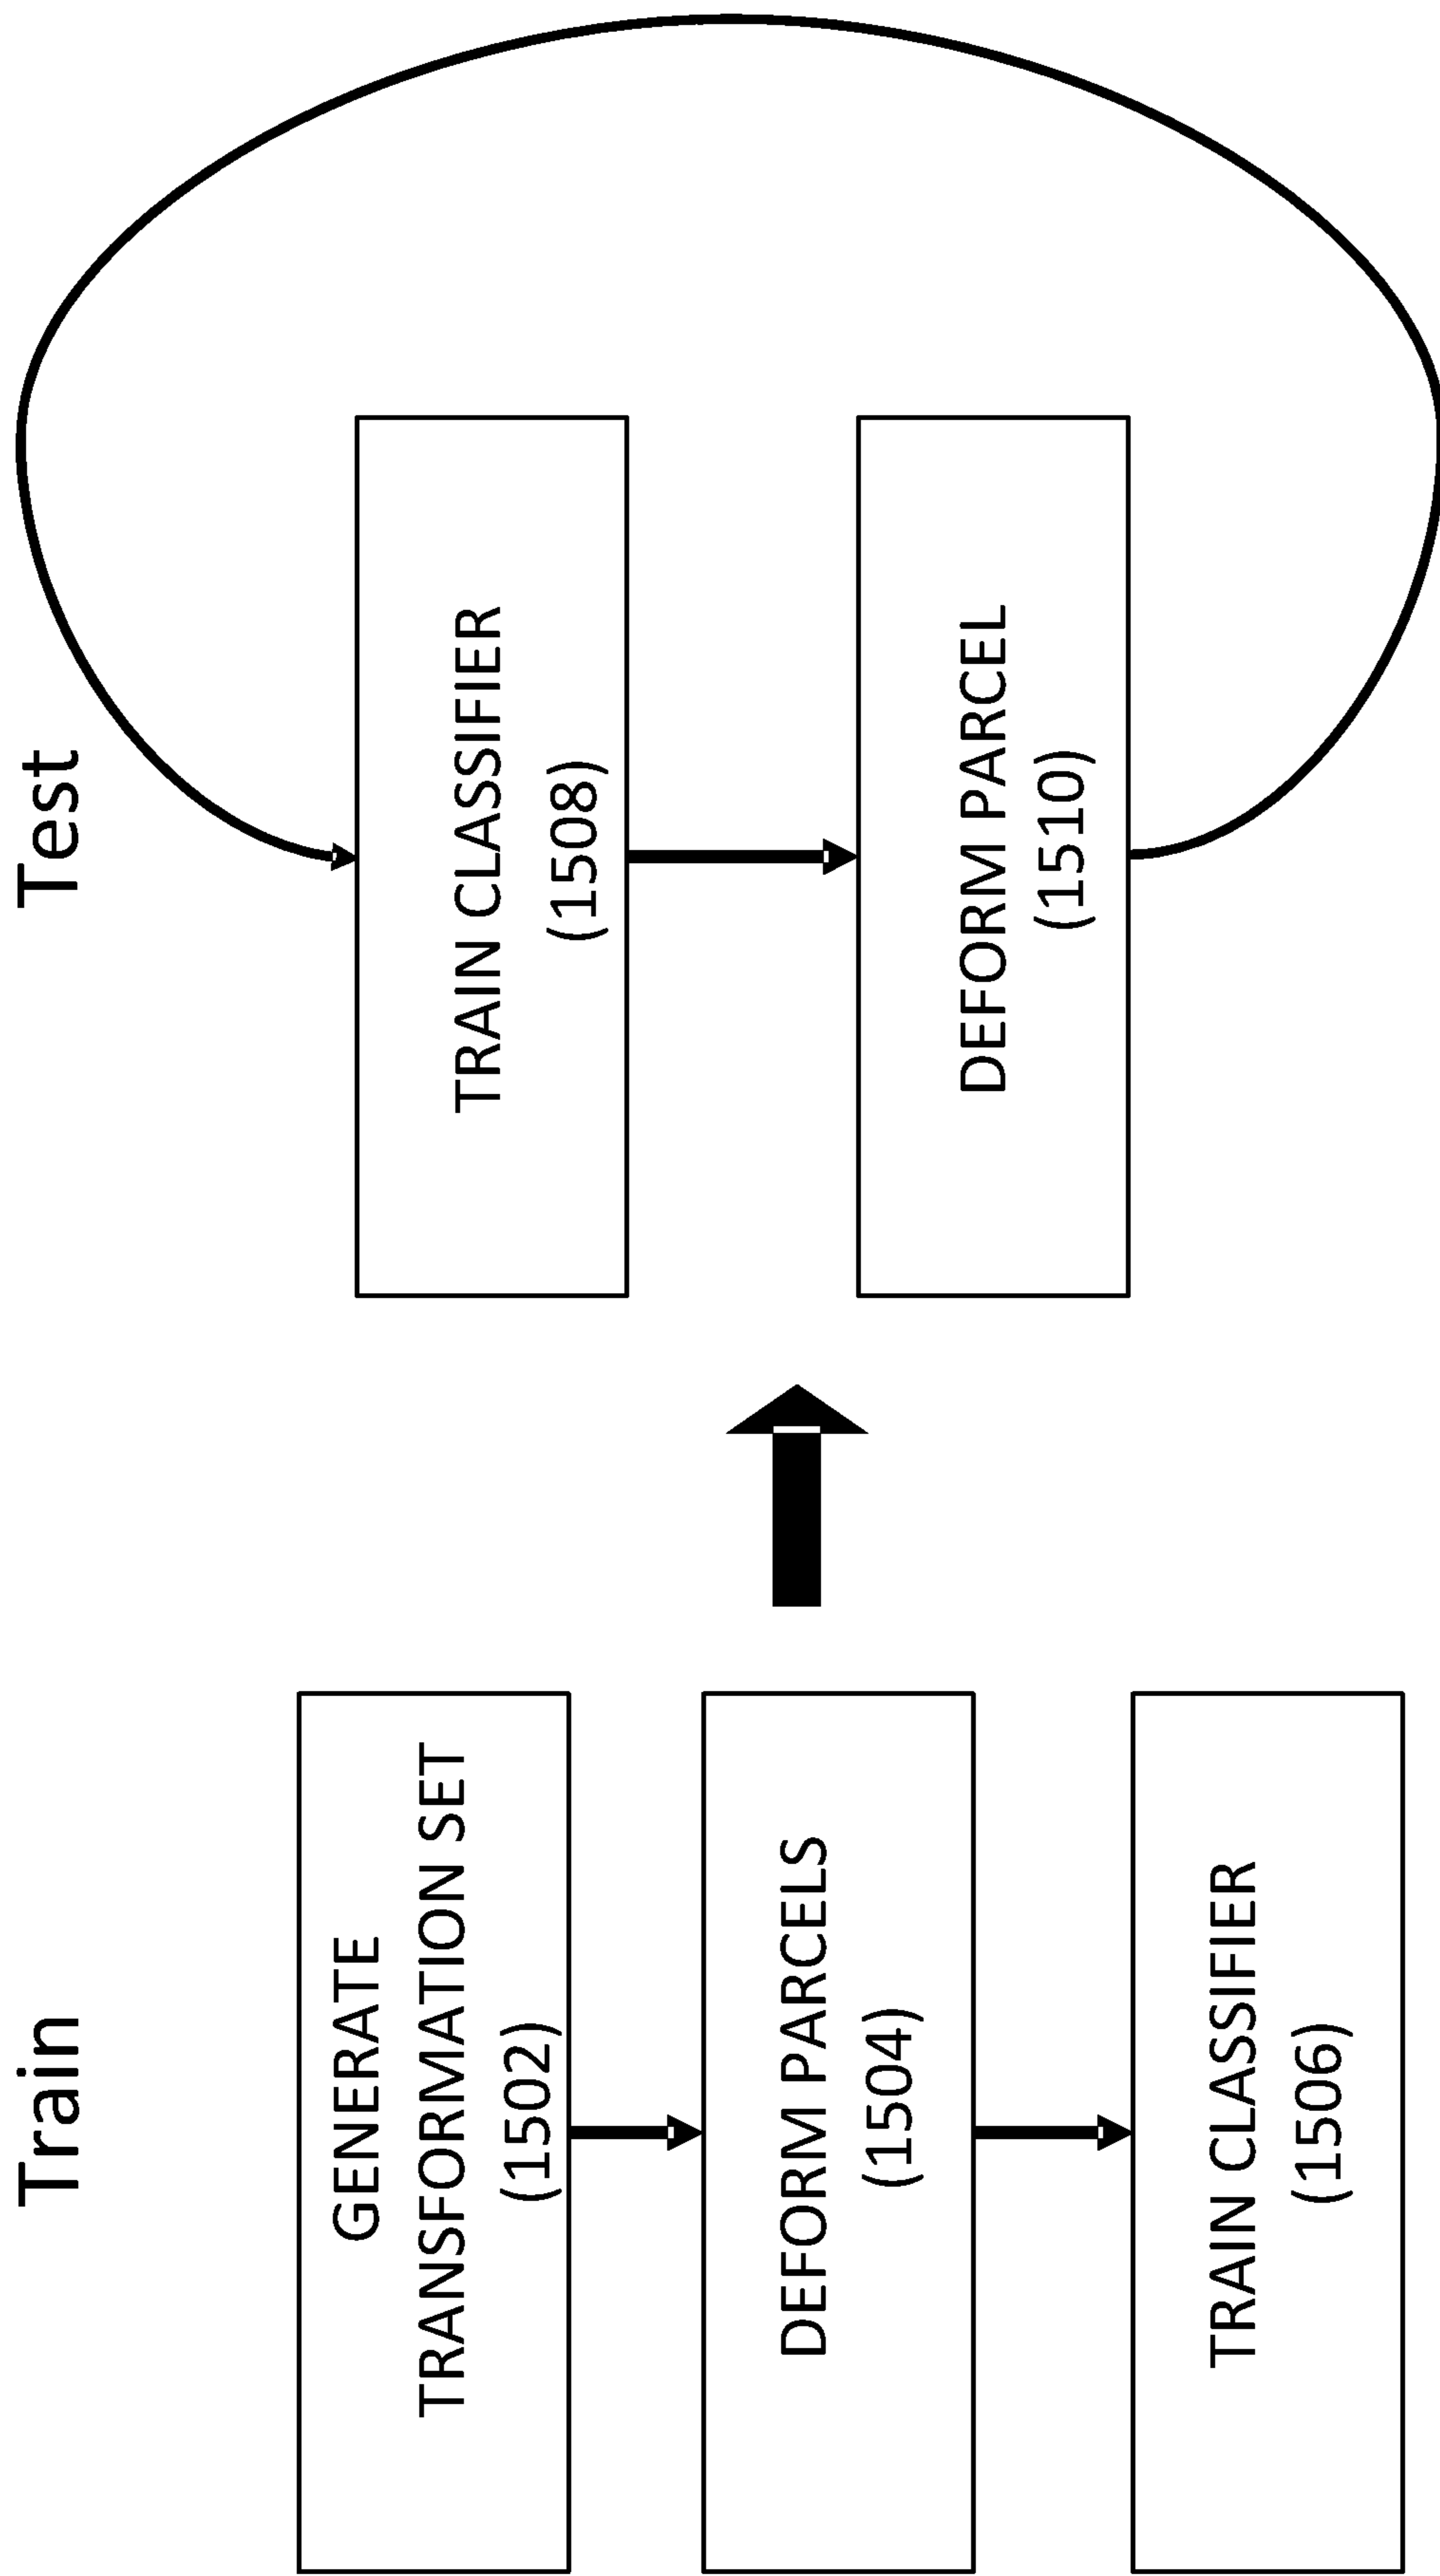 Train
GENERATE
TRANSFORMATION SET
(1502)
DEFORM PARCELS
(1504)
TRAIN CLASSIFIER
(1506)
Test
TRAIN CLASSIFIER
(1508)
DEFORM PARCEL
(1510)